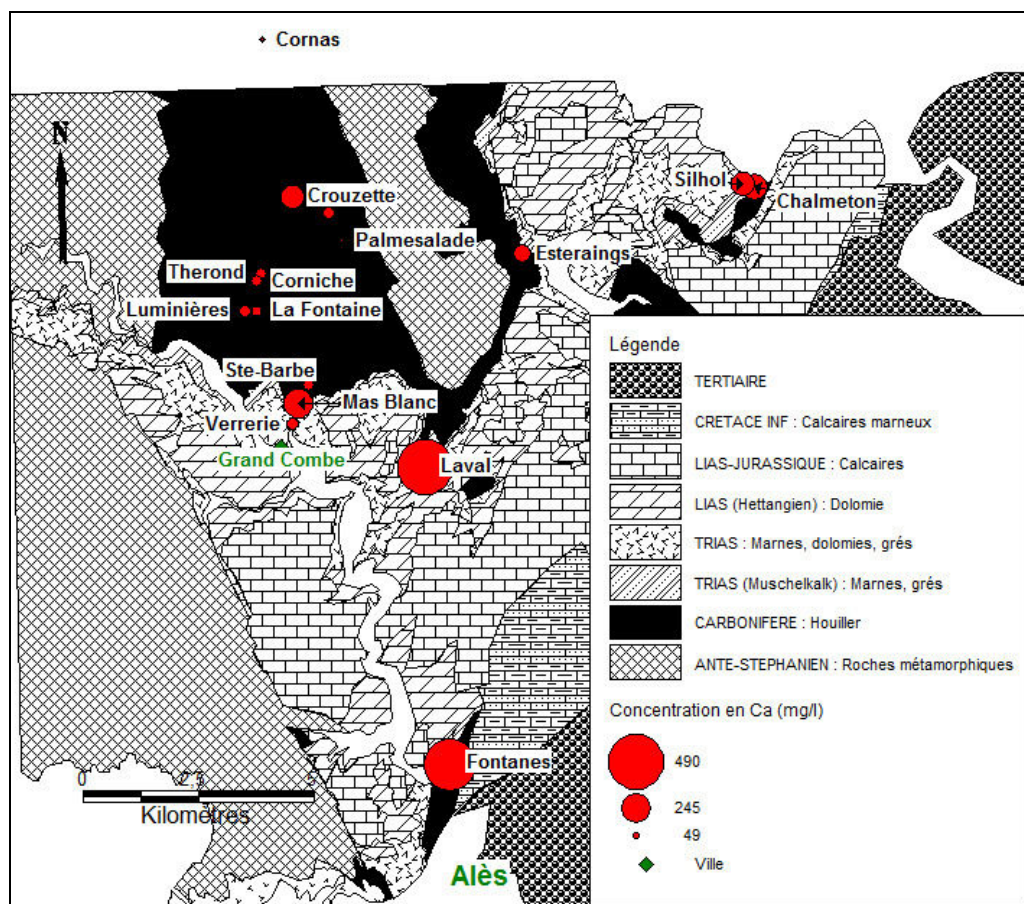 Cornas
N
Silhol
Chalmeton
Crouzette
Palmesalade
Esteraings
Therond
Corniche
Luminières
La Fontaine
Ste-Barbe
Mas Blanc
Verrerie
Grand Combe
Laval
Fontanes
0 2,5 5
Kilomètres
Alès
Légende
TERTIAIRE
CRETACE INF : Calcaires marneux
LIAS-JURASSIQUE : Calcaires
LIAS (Hettangien) : Dolomie
TRIAS : Marnes, dolomies, grés
TRIAS (Muschelkalk) : Marnes, grés
CARBONIFERE : Houiller
ANTE-STEPHANIEN : Roches métamorphiques
Concentration en Ca (mg/l)
490
245
49
Ville